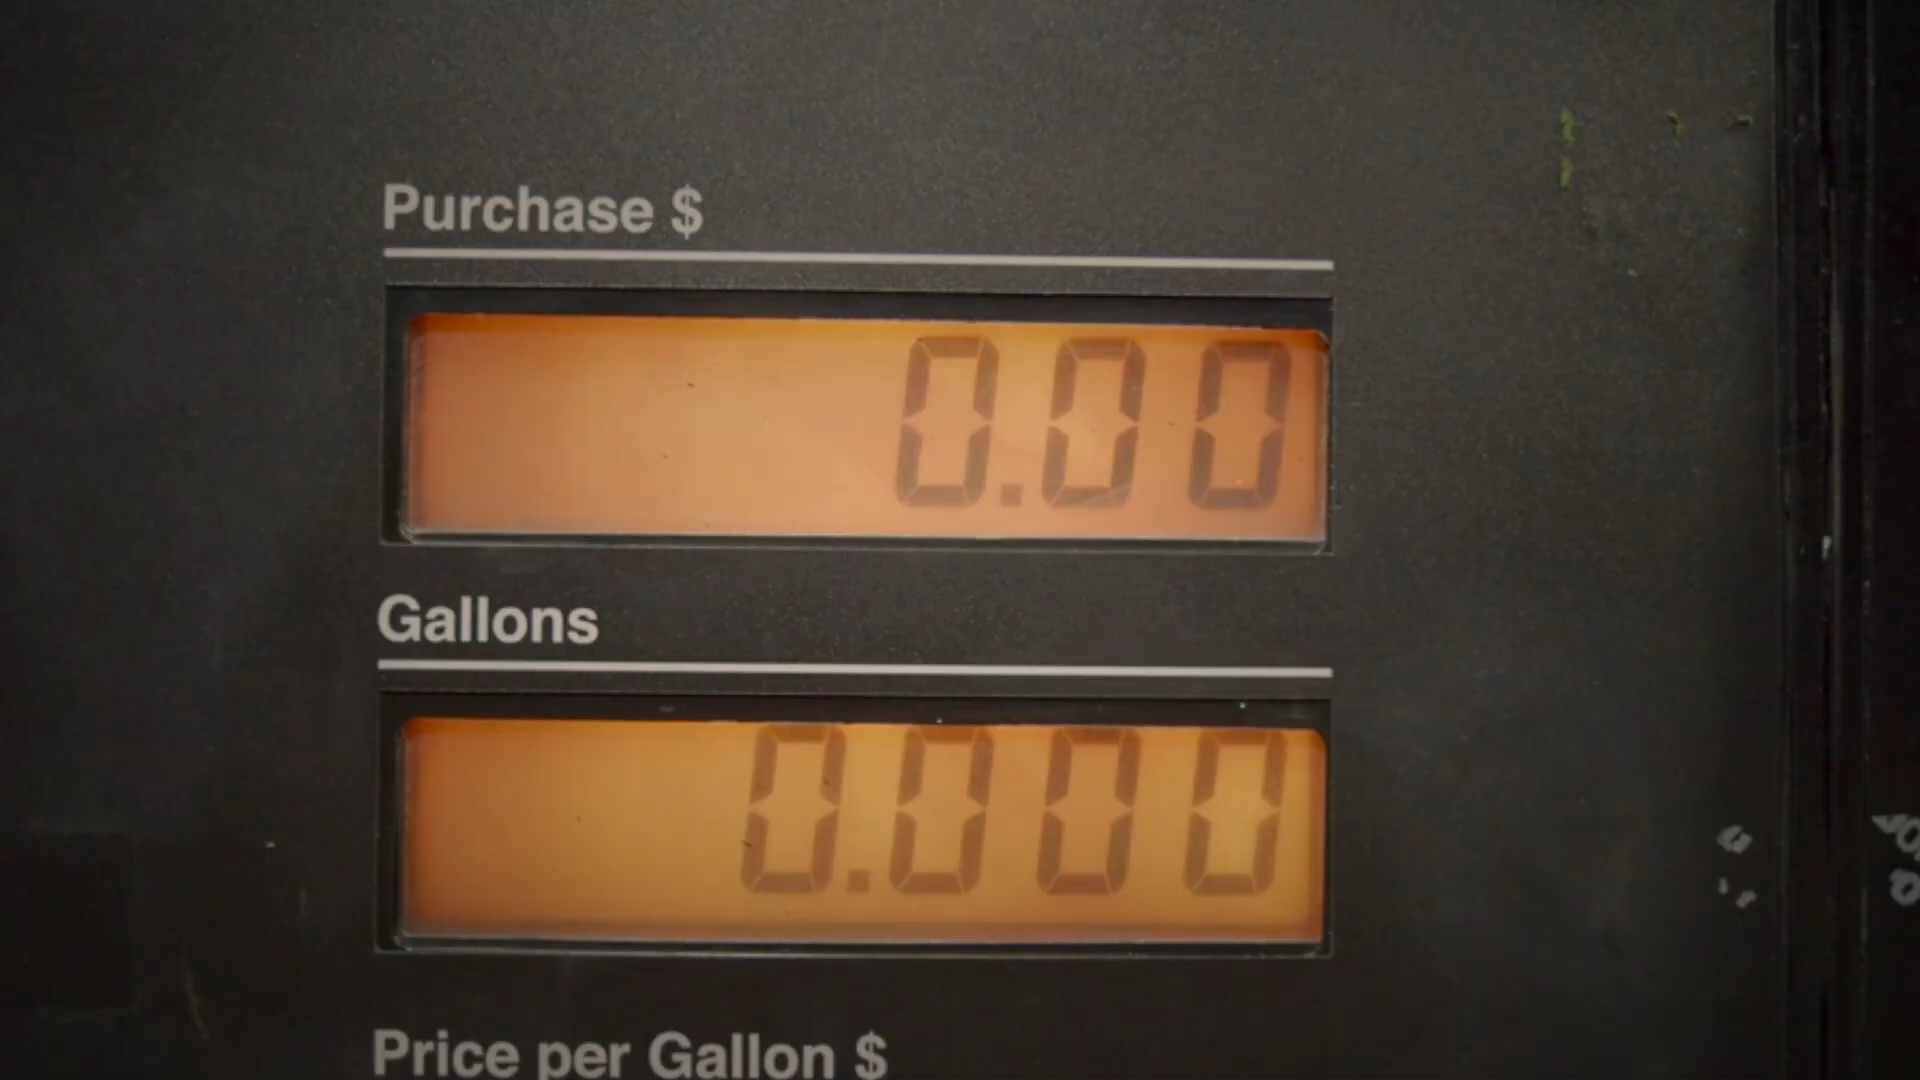 Purchase $
0.00
Gallons
0.000
Price per Gallon $